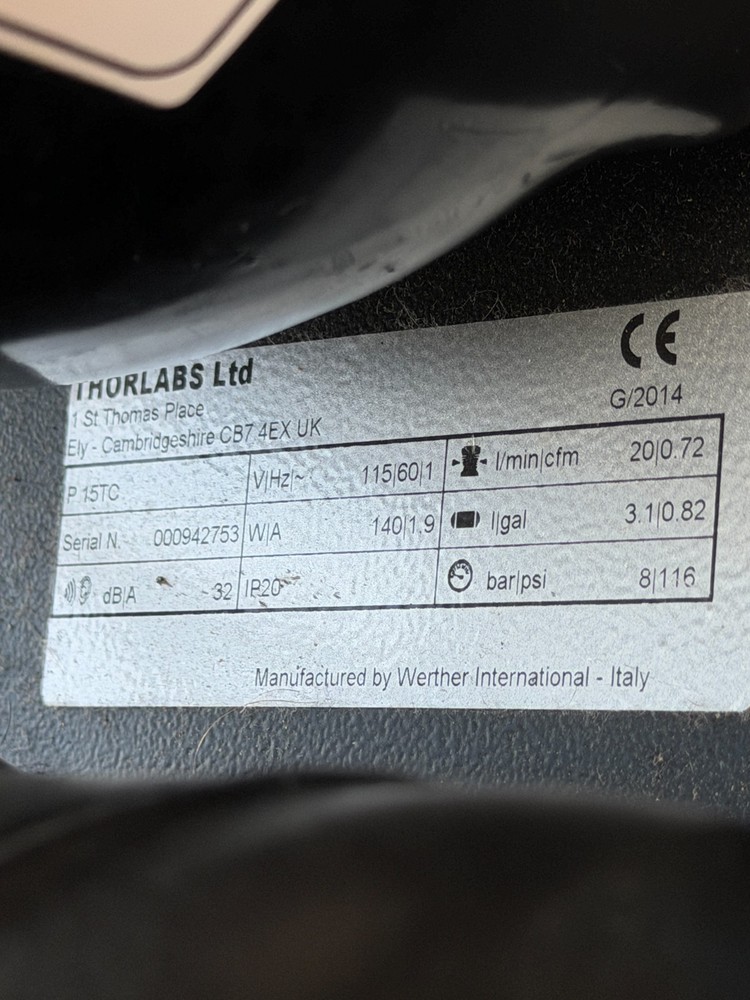 THORLABS Ltd
1 St Thomas Place
Ely - Cambridgeshire CB7 4EX UK
CE
G/2014
P 15TC V|Hz|~ 115|60|1 l/min|cfm 20|0.72
Serial N. 000942753 W|A 140|1.9 l|gal 3.1|0.82
dB|A 32 IP20 bar|psi 8|116
Manufactured by Werther International - Italy